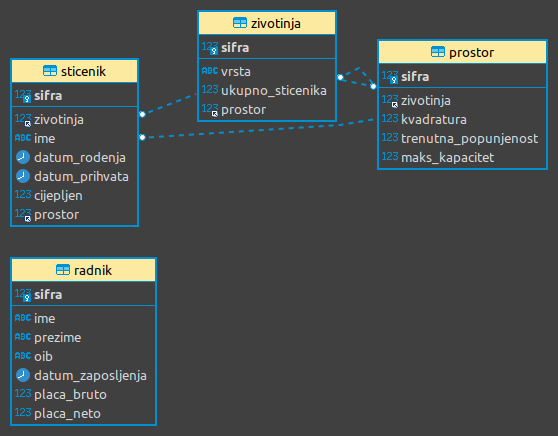 zivotinja
sifra
vrsta
ukupno_sticenika
prostor
prostor
sifra
zivotinja
kvadratura
trenutna_popunjenost
maks_kapacitet
sticenik
sifra
zivotinja
ime
datum_rodenja
datum_prihvata
cijepljen
prostor
radnik
sifra
ime
prezime
oib
datum_zaposljenja
placa_bruto
placa_neto